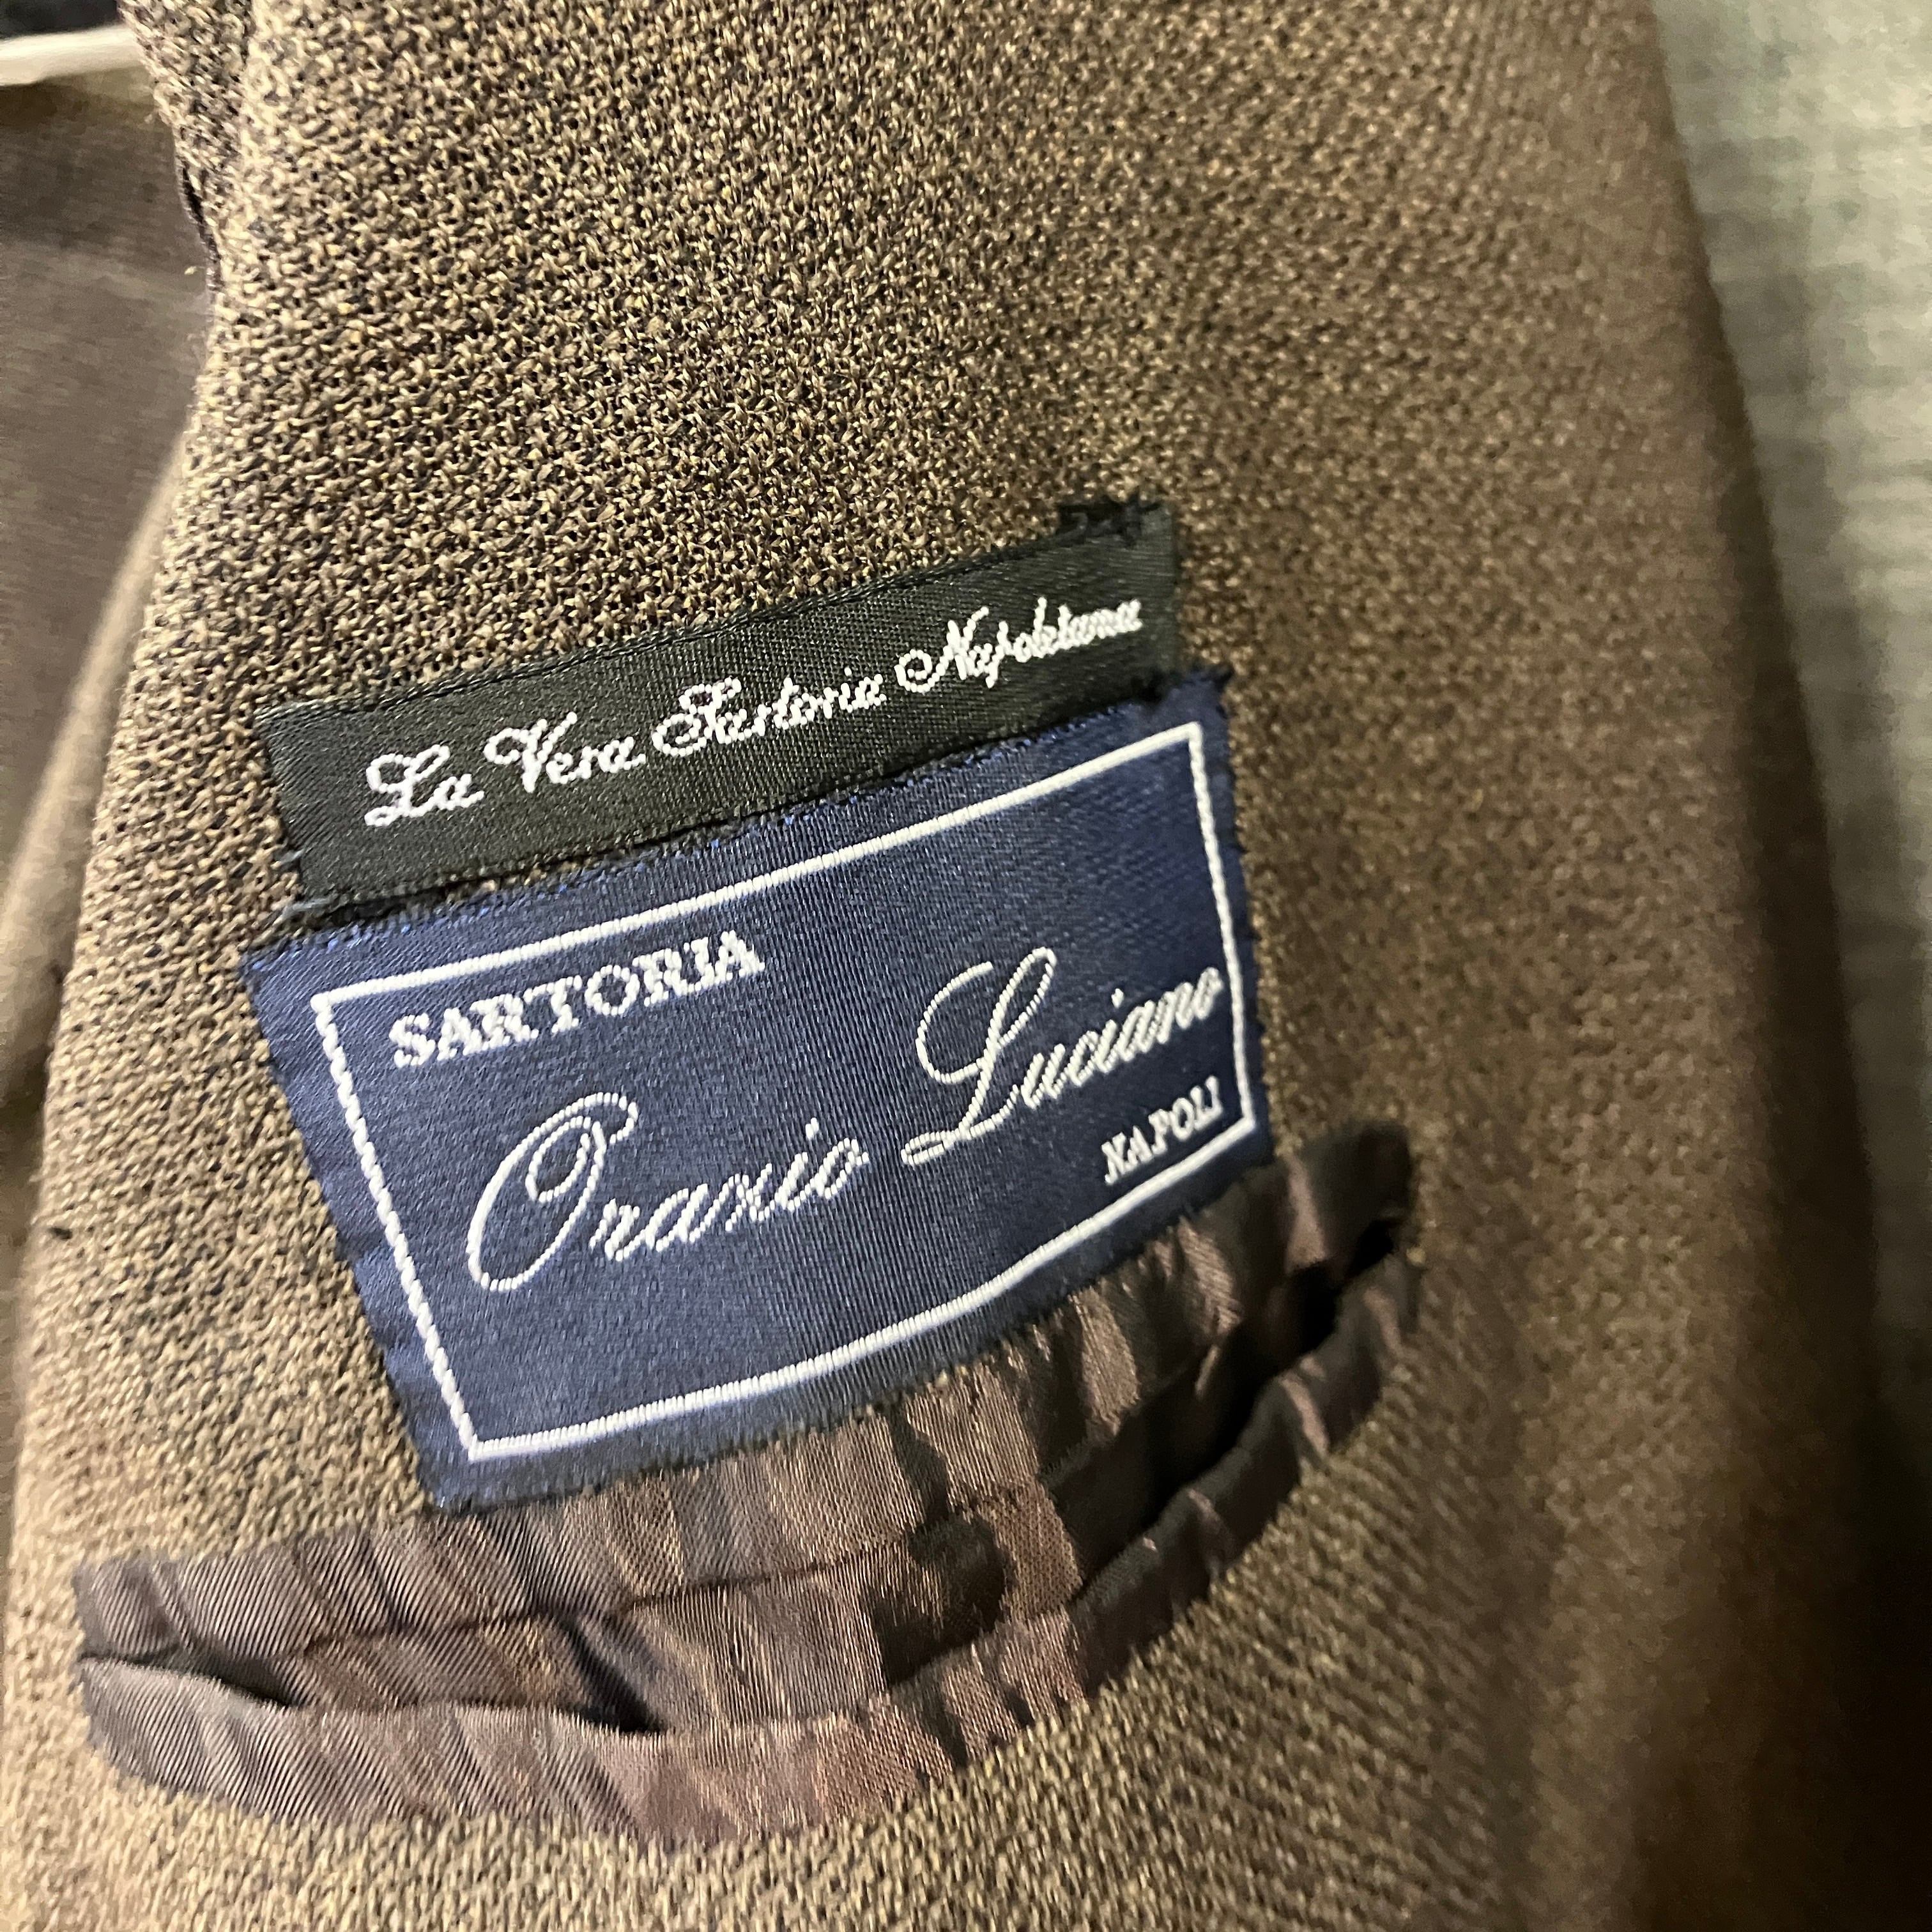 La Vera Sartoria Napoletana
SARTORIA
Orazio Luciano
NAPOLI